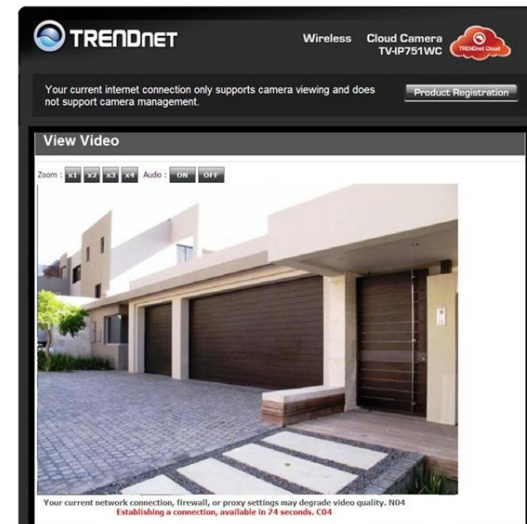 TRENDNET
Wireless Cloud Camera
TV-IP751WC
TRENDnet Cloud
Your current internet connection only supports camera viewing and does
not support camera management.
Product Registration
View Video
Zoom : x1 x2 x3 x4 Audio : ON OFF
Your current network connection, firewall, or proxy settings may degrade video quality. N04
Establishing a connection, available in 74 seconds. C04